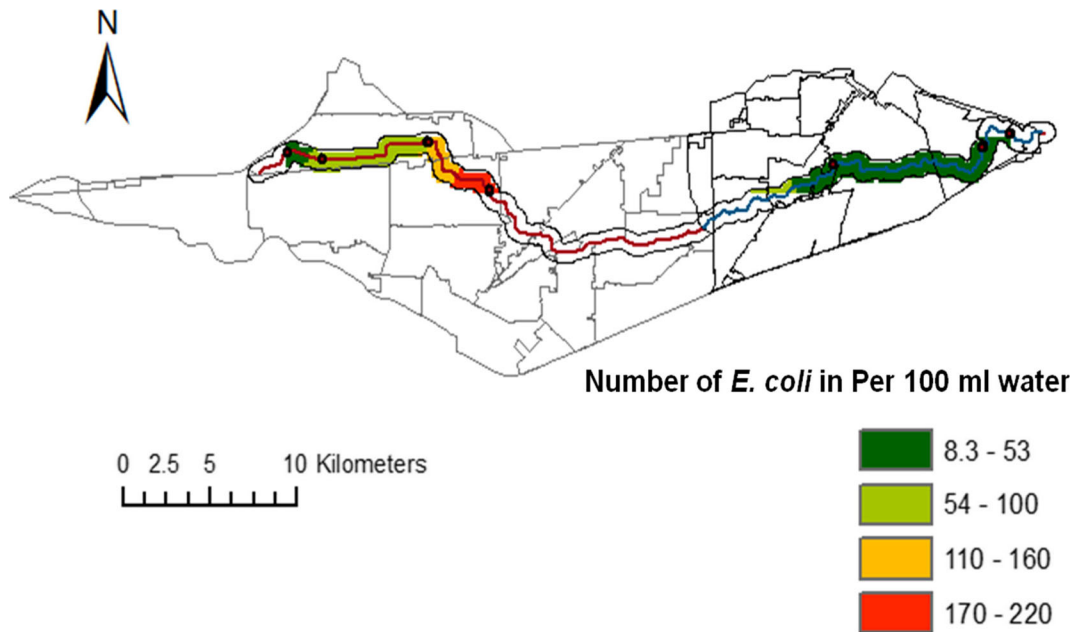 N
Number of E. coli in Per 100 ml water
0 2.5 5 10 Kilometers
8.3 - 53
54 - 100
110 - 160
170 - 220